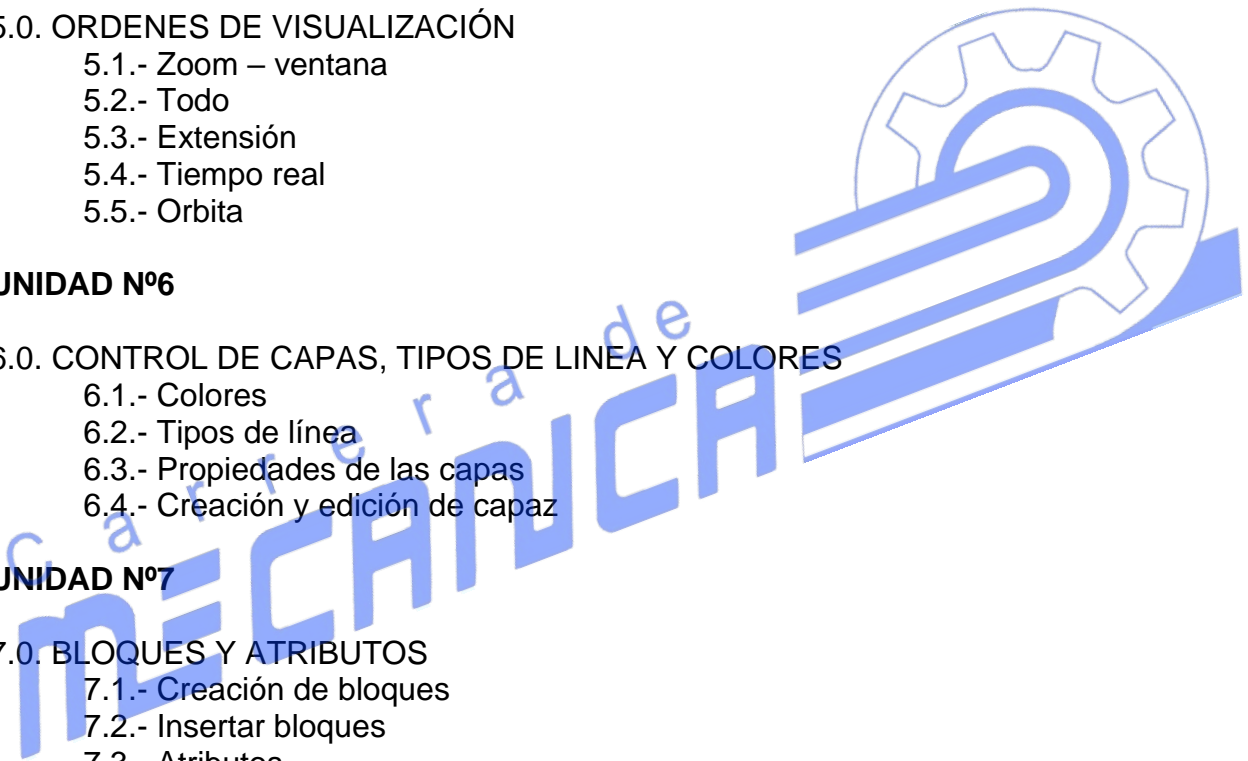 5.0. ORDENES DE VISUALIZACIÓN
5.1.- Zoom – ventana
5.2.- Todo
5.3.- Extensión
5.4.- Tiempo real
5.5.- Orbita
UNIDAD Nº6
6.0. CONTROL DE CAPAS, TIPOS DE LINEA Y COLORES
6.1.- Colores
6.2.- Tipos de línea
6.3.- Propiedades de las capas
6.4.- Creación y edición de capaz
UNIDAD Nº7
7.0. BLOQUES Y ATRIBUTOS
7.1.- Creación de bloques
7.2.- Insertar bloques
7.3.- Atributos
Carrera de
MECANICA